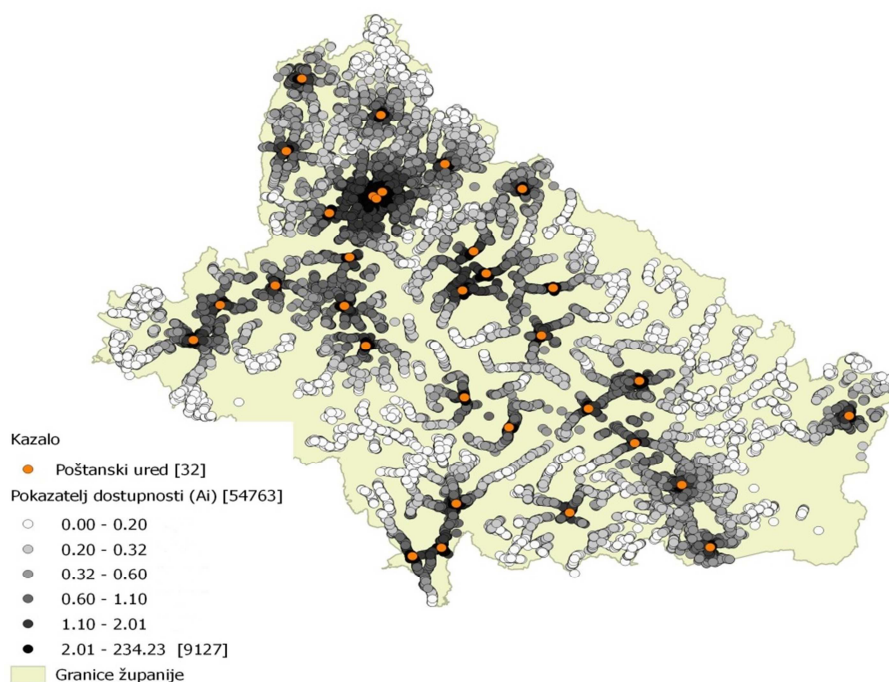 Kazalo
Poštanski ured [32]
Pokazatelj dostupnosti (Ai) [54763]
0.00 - 0.20
0.20 - 0.32
0.32 - 0.60
0.60 - 1.10
1.10 - 2.01
2.01 - 234.23 [9127]
Granice županije